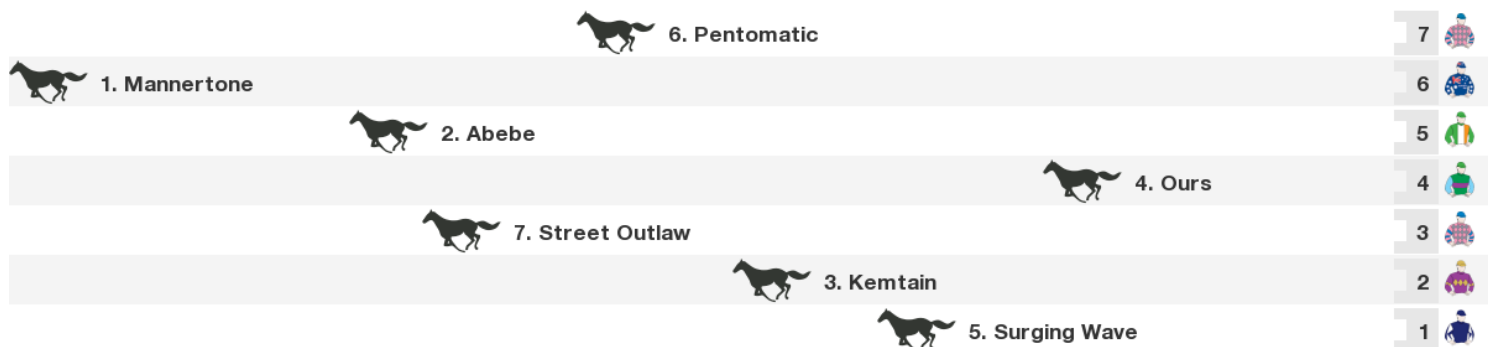 6. Pentomatic 7
1. Mannertone 6
2. Abebe 5
4. Ours 4
7. Street Outlaw 3
3. Kemtain 2
5. Surging Wave 1